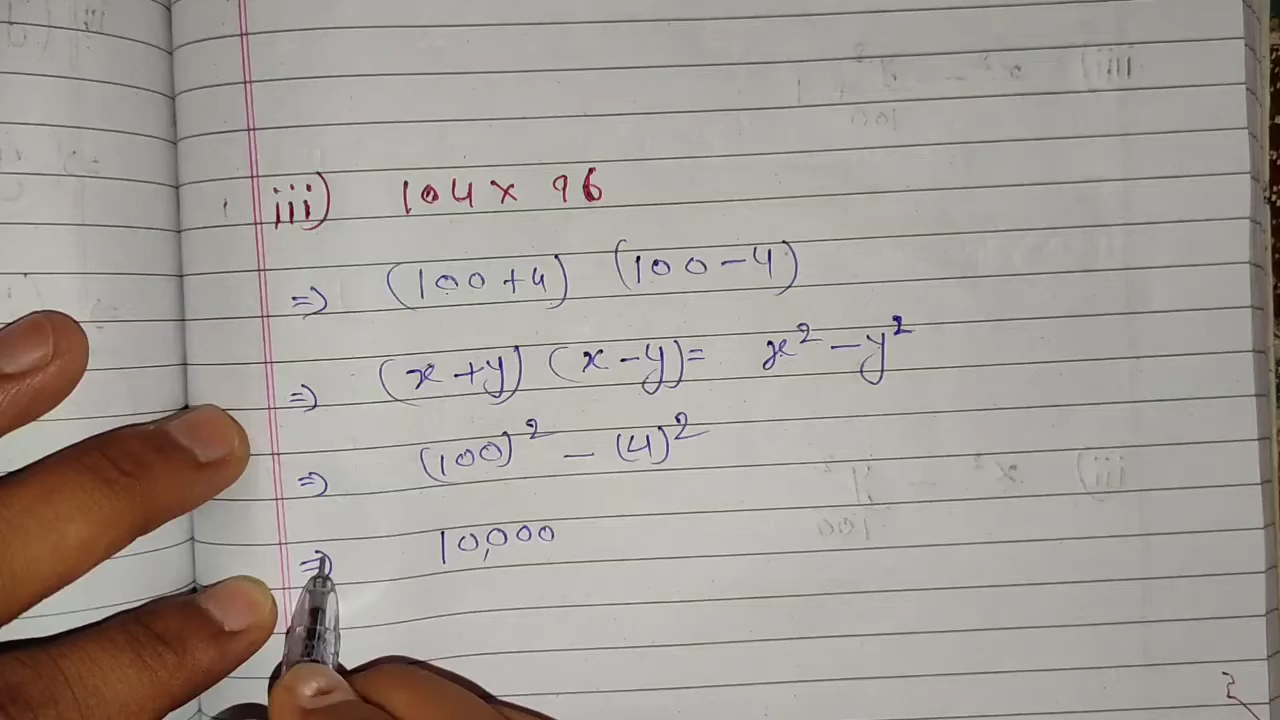 iii) 104 × 96
⇒ (100+4) (100-4)
⇒ (x+y) (x-y) = x² - y²
⇒ (100)² - (4)²
⇒ 10,000